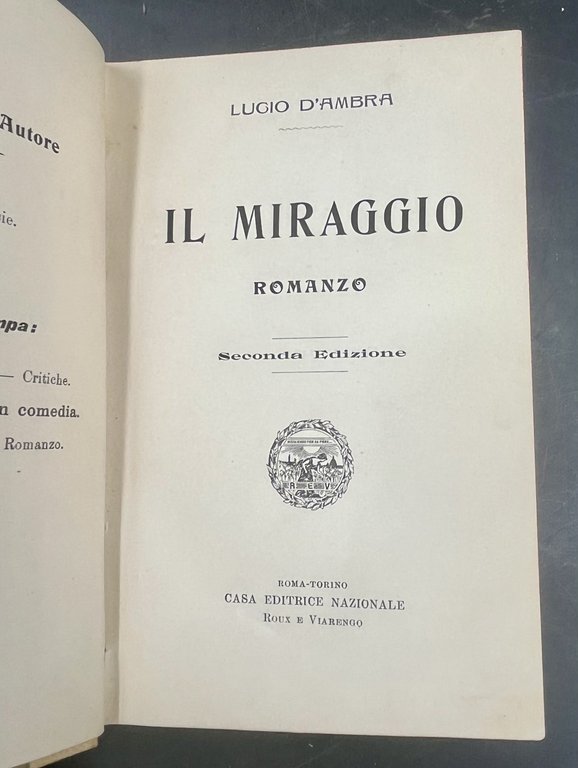 Autore
ie.
mpa:
— Critiche.
n comedia.
Romanzo.
LUCIO D'AMBRA
IL MIRAGGIO
ROMANZO
Seconda Edizione
R E V
ROMA-TORINO
CASA EDITRICE NAZIONALE
ROUX E VIARENGO